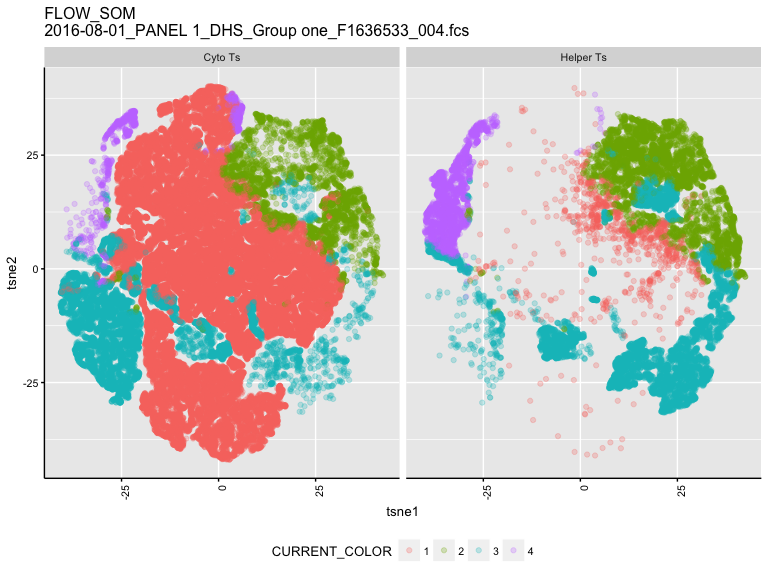 FLOW_SOM
2016-08-01_PANEL 1_DHS_Group one_F1636533_004.fcs
Cyto Ts
Helper Ts
25
0
-25
tsne2
-25
0
25
-25
0
25
tsne1
CURRENT_COLOR 1 2 3 4